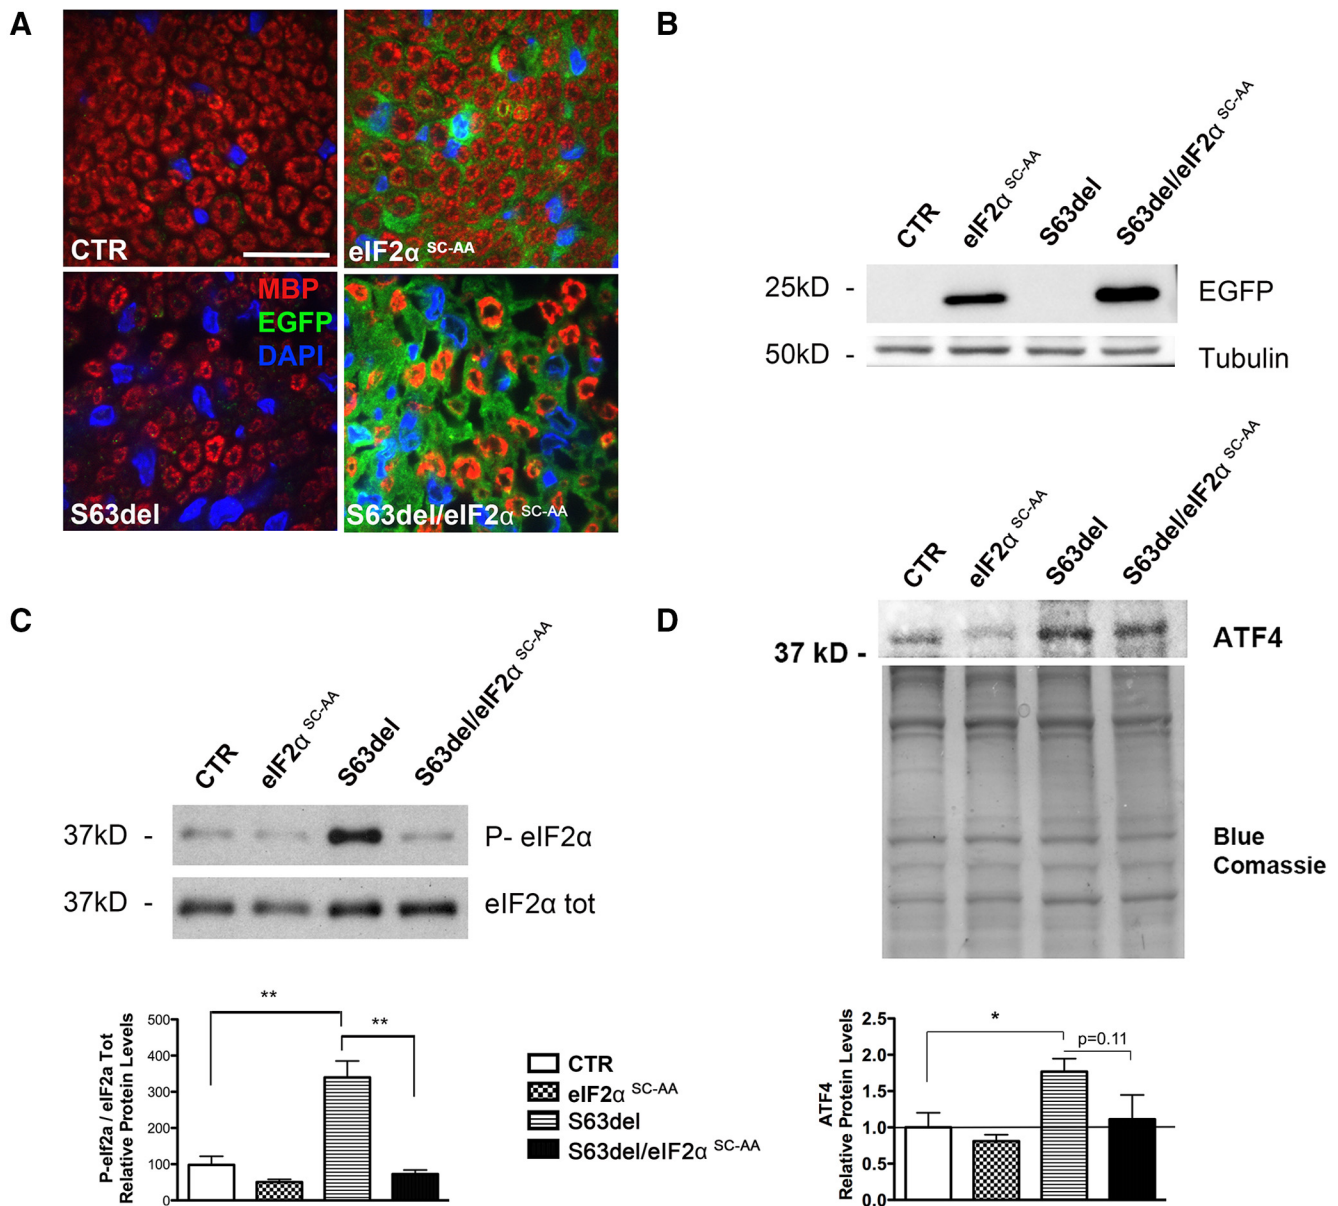 A
CTR
eIF2α SC-AA
MBP
EGFP
DAPI
S63del
S63del/eIF2α SC-AA
B
CTR
eIF2α SC-AA
S63del
S63del/eIF2α SC-AA
25kD -
EGFP
50kD -
Tubulin
C
CTR
eIF2α SC-AA
S63del
S63del/eIF2α SC-AA
37kD -
P- eIF2α
37kD -
eIF2α tot
**
**
P-eIf2a / eIF2a Tot
Relative Protein Levels
500
400
300
200
100
0
CTR
eIF2α SC-AA
S63del
S63del/eIF2α SC-AA
D
CTR
eIF2α SC-AA
S63del
S63del/eIF2α SC-AA
37 kD -
ATF4
Blue
Comassie
*
p=0.11
ATF4
Relative Protein Levels
2.5
2.0
1.5
1.0
0.5
0.0